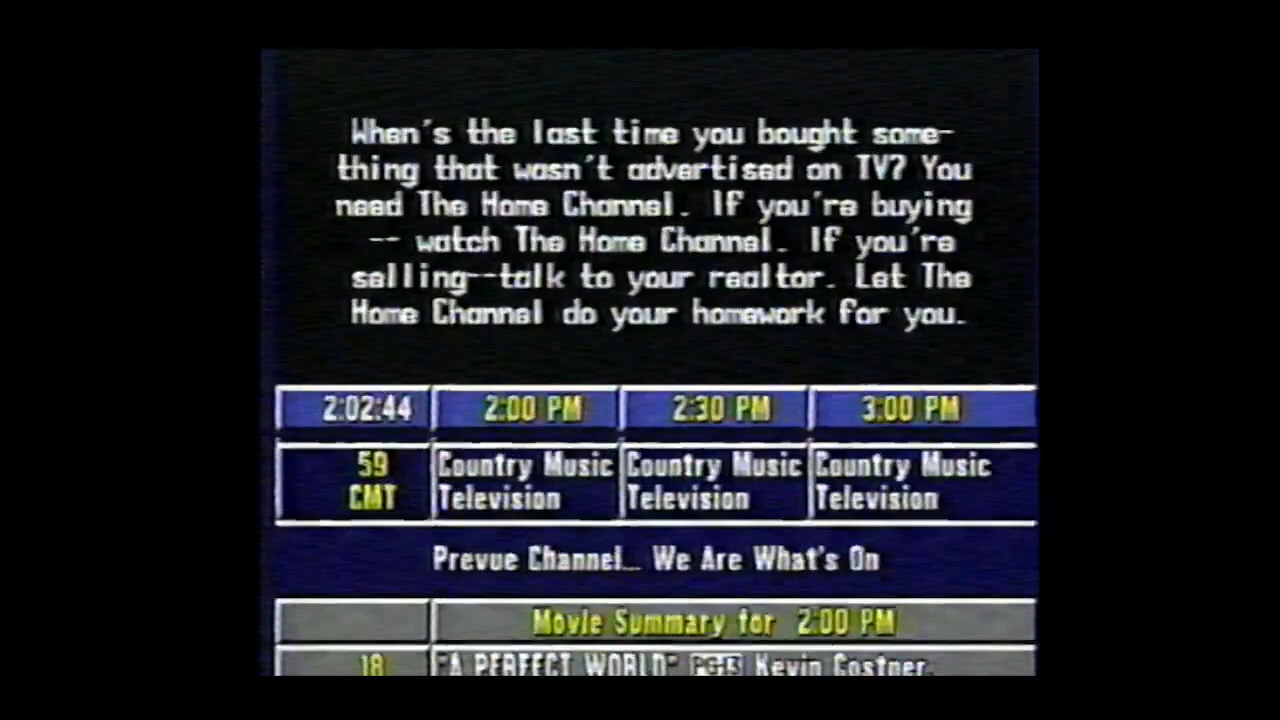 When's the last time you bought some-
thing that wasn't advertised on TV? You
need The Home Channel. If you're buying
-- watch The Home Channel. If you're
selling--talk to your realtor. Let The
Home Channel do your homework for you.
2:02:44 2:00 PM 2:30 PM 3:00 PM
59 Country Music Country Music Country Music
CMT Television Television Television
Prevue Channel... We Are What's On
Movie Summary for 2:00 PM
18 "A PERFECT WORLD" PG-13 Kevin Costner,